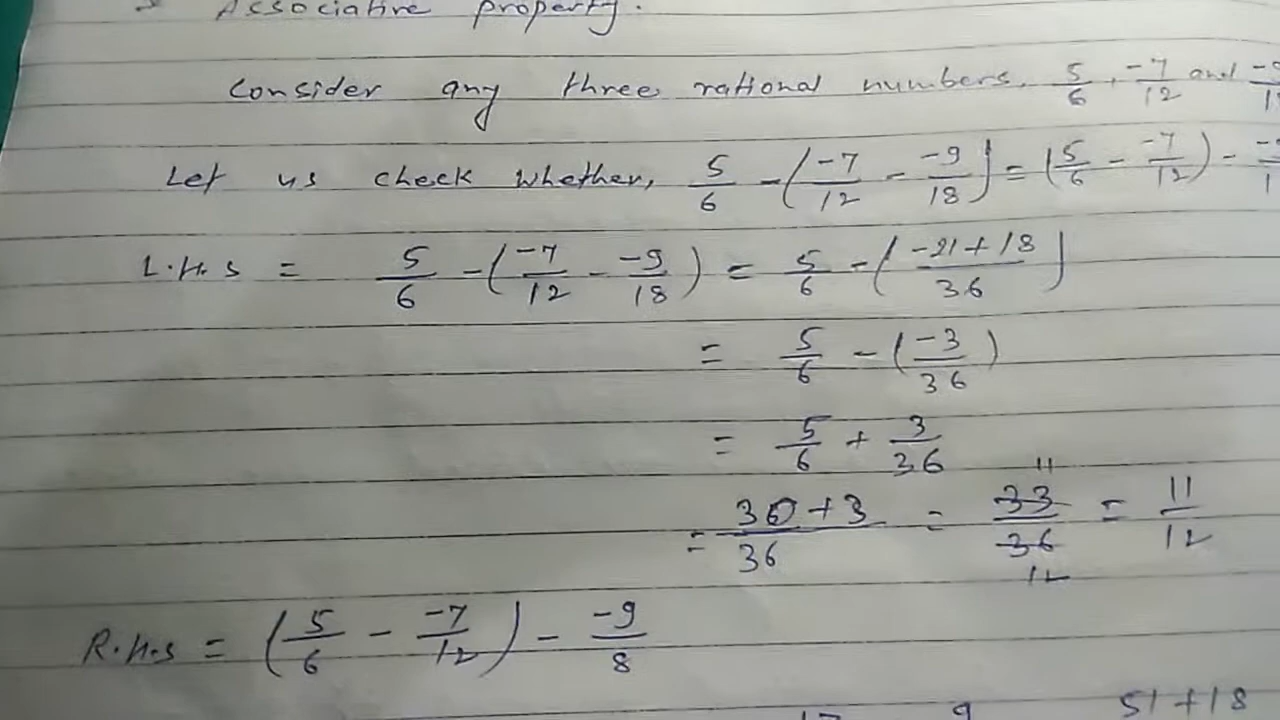 Associative property.
Consider any three rational numbers, 5/6, -7/12 and
Let us check whether, 5/6 - (-7/12 - -9/18) = (5/6 - -7/12) -
L.H.S = 5/6 - (-7/12 - -9/18) = 5/6 - (-21+18/36)
= 5/6 - (-3/36)
= 5/6 + 3/36
= 30+3/36 = 33/36 11 12 = 11/12
R.H.S = (5/6 - -7/12) - -9/8
9 51+18